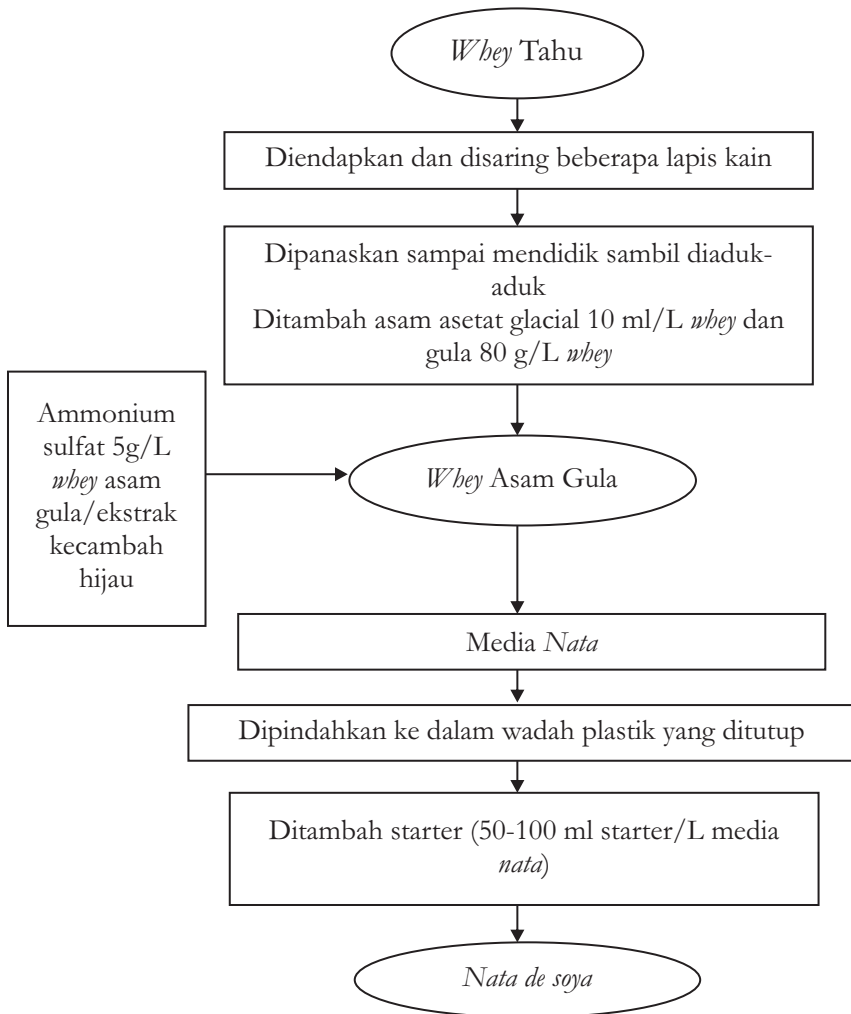 Whey Tahu
Diendapkan dan disaring beberapa lapis kain
Dipanaskan sampai mendidik sambil diaduk-
aduk
Ditambah asam asetat glacial 10 ml/L whey dan
gula 80 g/L whey
Ammonium
sulfat 5g/L
whey asam
gula/ekstrak
kecambah
hijau
Whey Asam Gula
Media Nata
Dipindahkan ke dalam wadah plastik yang ditutup
Ditambah starter (50-100 ml starter/L media
nata)
Nata de soya